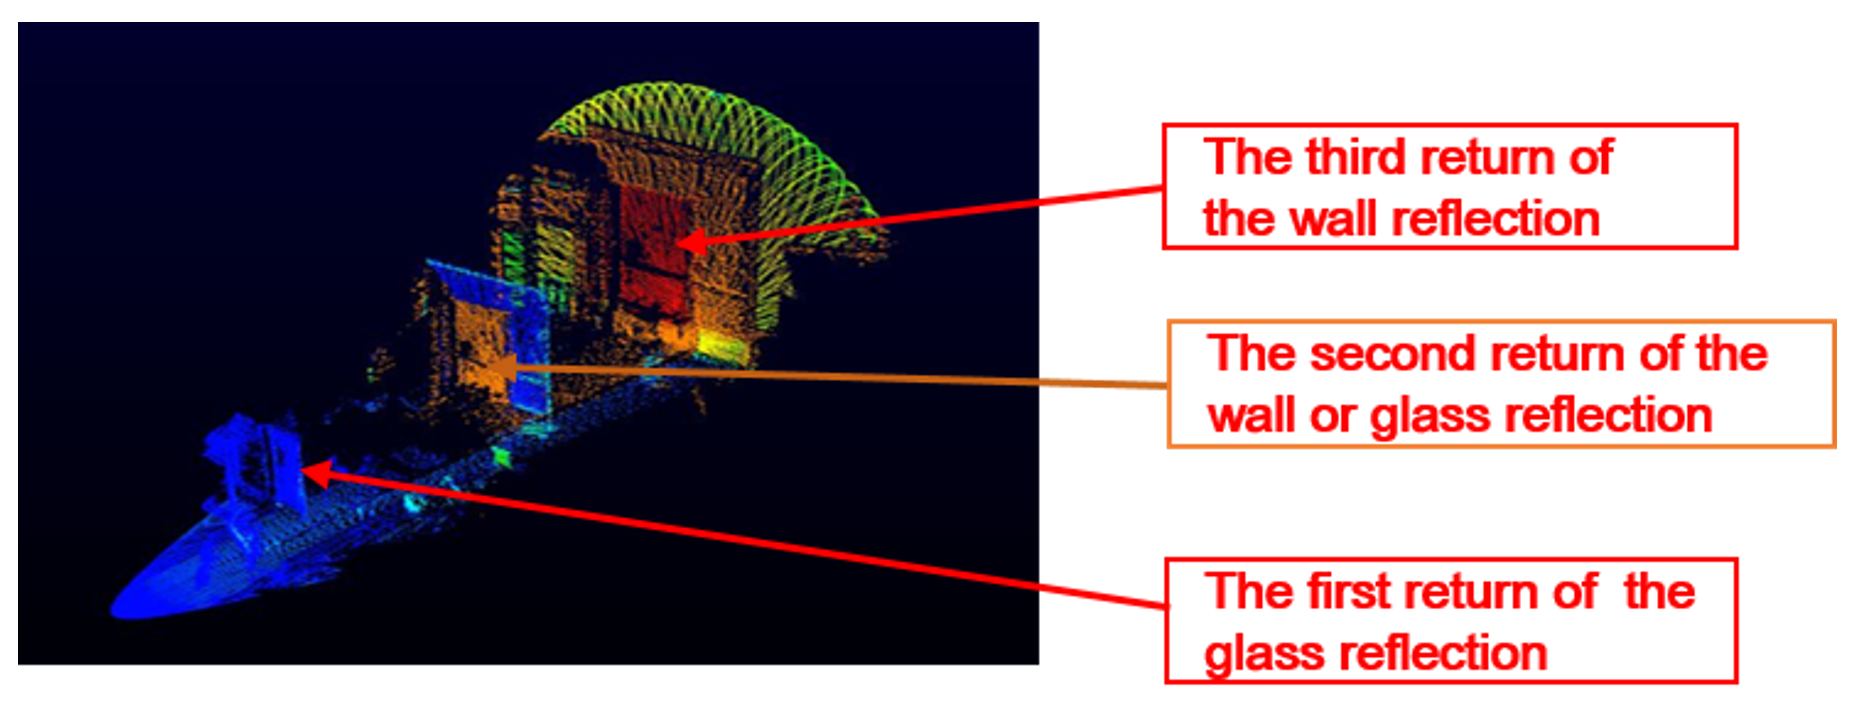 The third return of
the wall reflection
The second return of the
wall or glass reflection
The first return of the
glass reflection